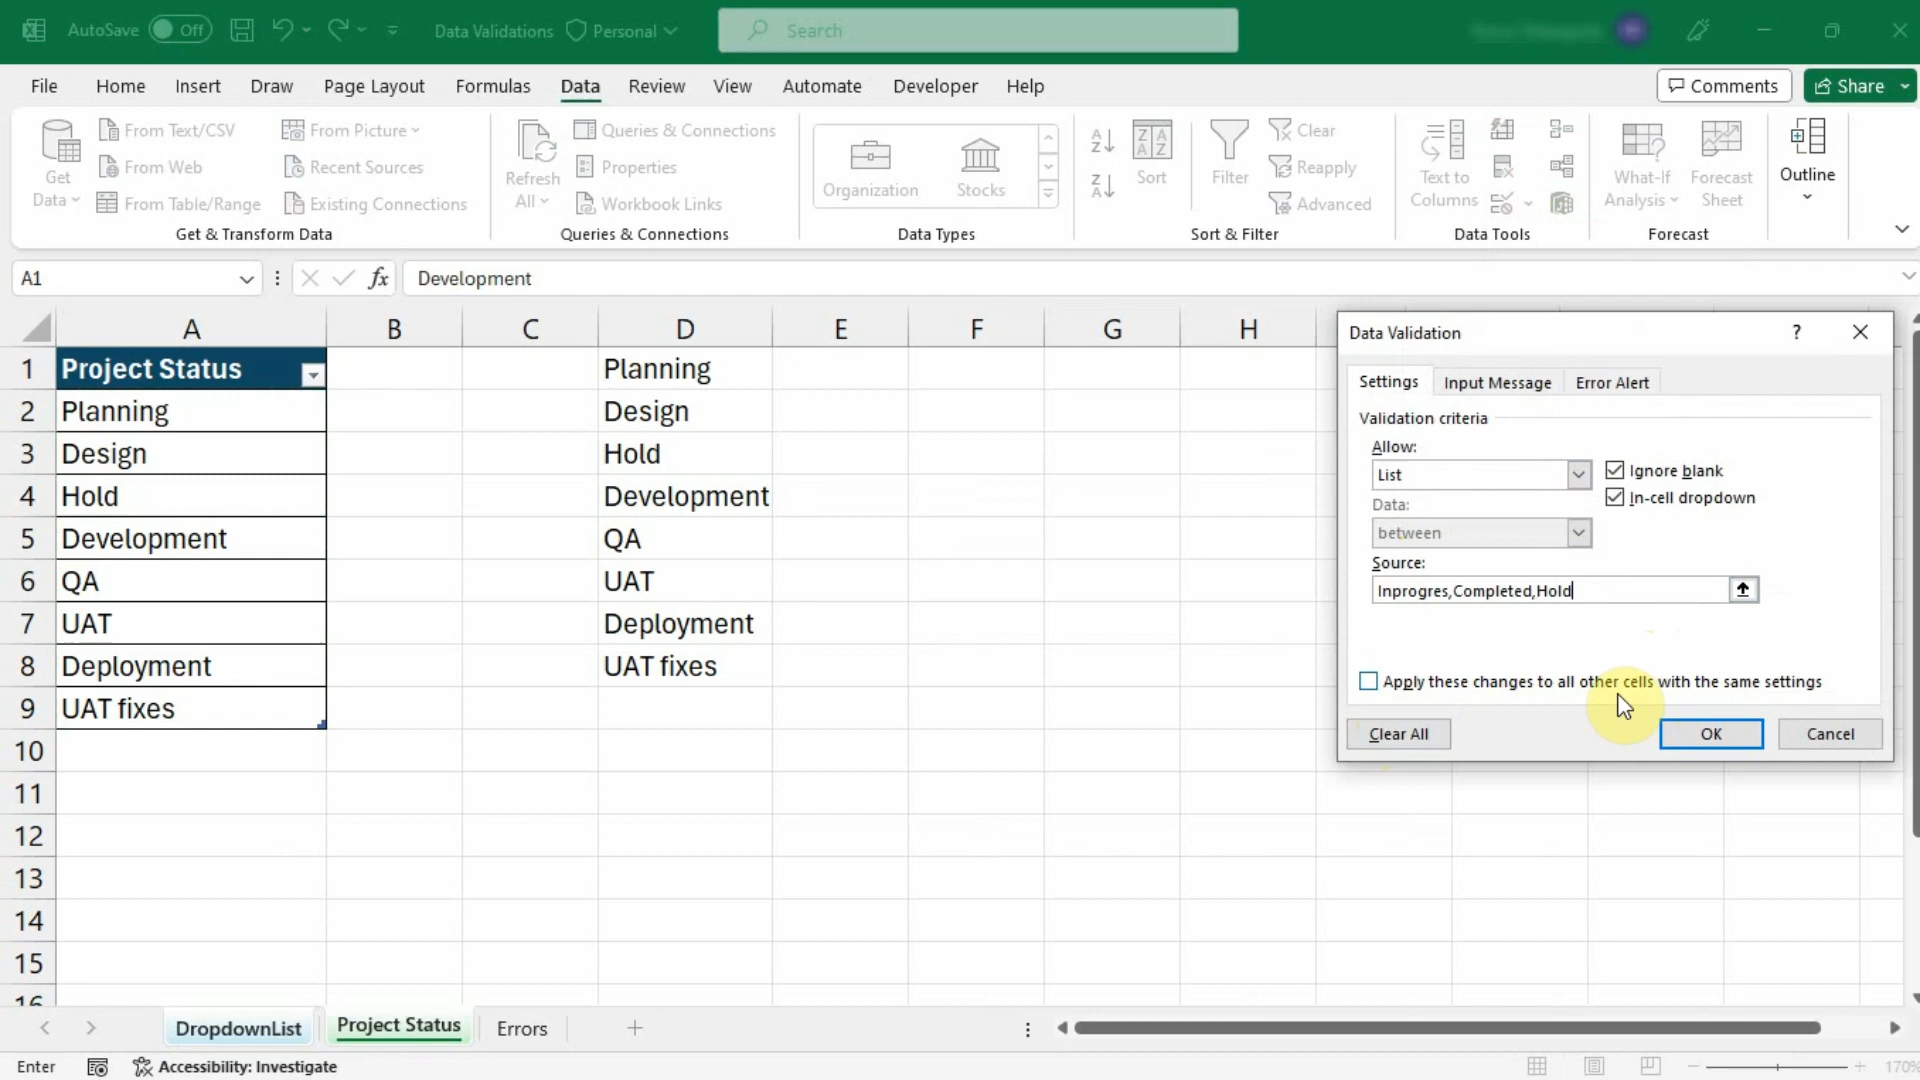 AutoSave Off Data Validations Personal Search
File Home Insert Draw Page Layout Formulas Data Review View Automate Developer Help Comments Share
From Text/CSV From Picture Queries & Connections Clear
From Web Recent Sources Properties Reapply
Get Data From Table/Range Existing Connections Refresh All Workbook Links Organization Stocks Sort Filter Advanced Text to Columns What-If Analysis Forecast Sheet Outline
Get & Transform Data Queries & Connections Data Types Sort & Filter Data Tools Forecast
A1 fx Development
A B C D E F G H
1 Project Status Planning
2 Planning Design
3 Design Hold
4 Hold Development
5 Development QA
6 QA UAT
7 UAT Deployment
8 Deployment UAT fixes
9 UAT fixes
10
11
12
13
14
15
16
Data Validation ?
Settings Input Message Error Alert
Validation criteria
Allow:
List Ignore blank
In-cell dropdown
Data:
between
Source:
Inprogres,Completed,Hold
Apply these changes to all other cells with the same settings
Clear All OK Cancel
DropdownList Project Status Errors
Enter Accessibility: Investigate 170%